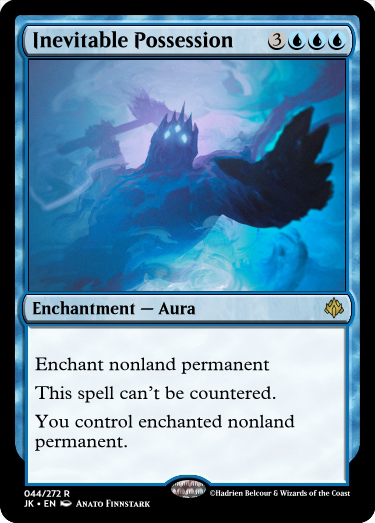 Inevitable Possession 3
Enchantment — Aura
Enchant nonland permanent
This spell can't be countered.
You control enchanted nonland
permanent.
044/272 R
JK • EN Anato Finnstark
©Hadrien Belcour & Wizards of the Coast